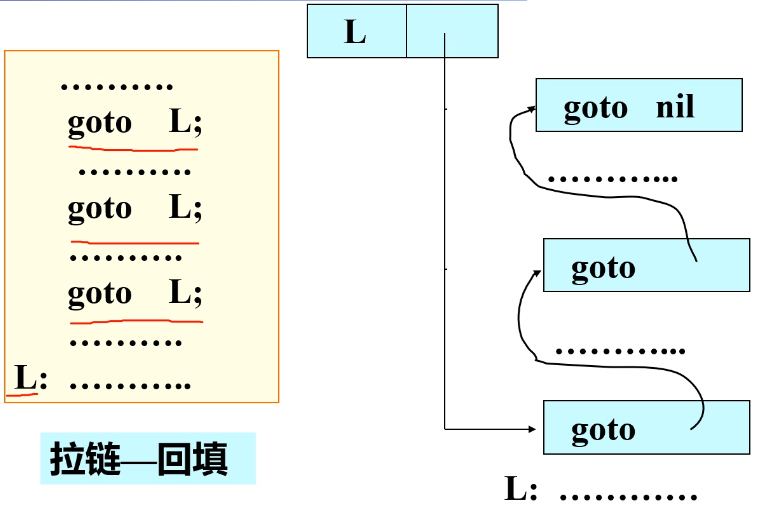 ……….
goto L;
……….
goto L;
……….
goto L;
……….
L: ………..
拉链—回填
L
goto nil
………...
goto
………...
goto
L: …………